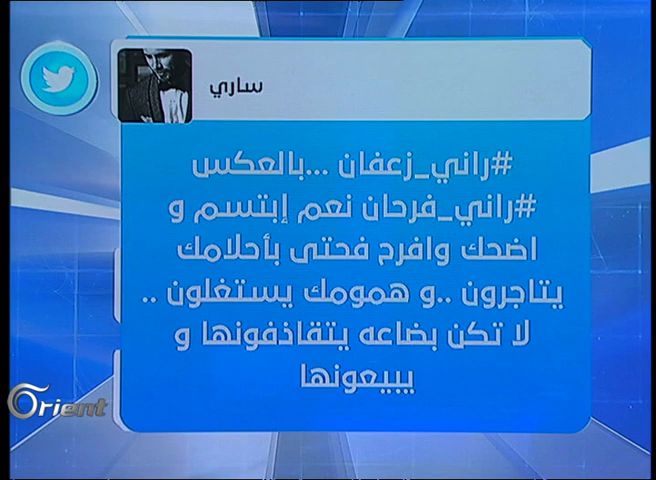 ساري
#راني_زعفان ...بالعكس
#راني_فرحان نعم إبتسم و
اضحك وافرح فحتى بأحلامك
يتاجرون ..و همومك يستغلون ..
لا تكن بضاعه يتقاذفونها و
يبيعونها
Orient